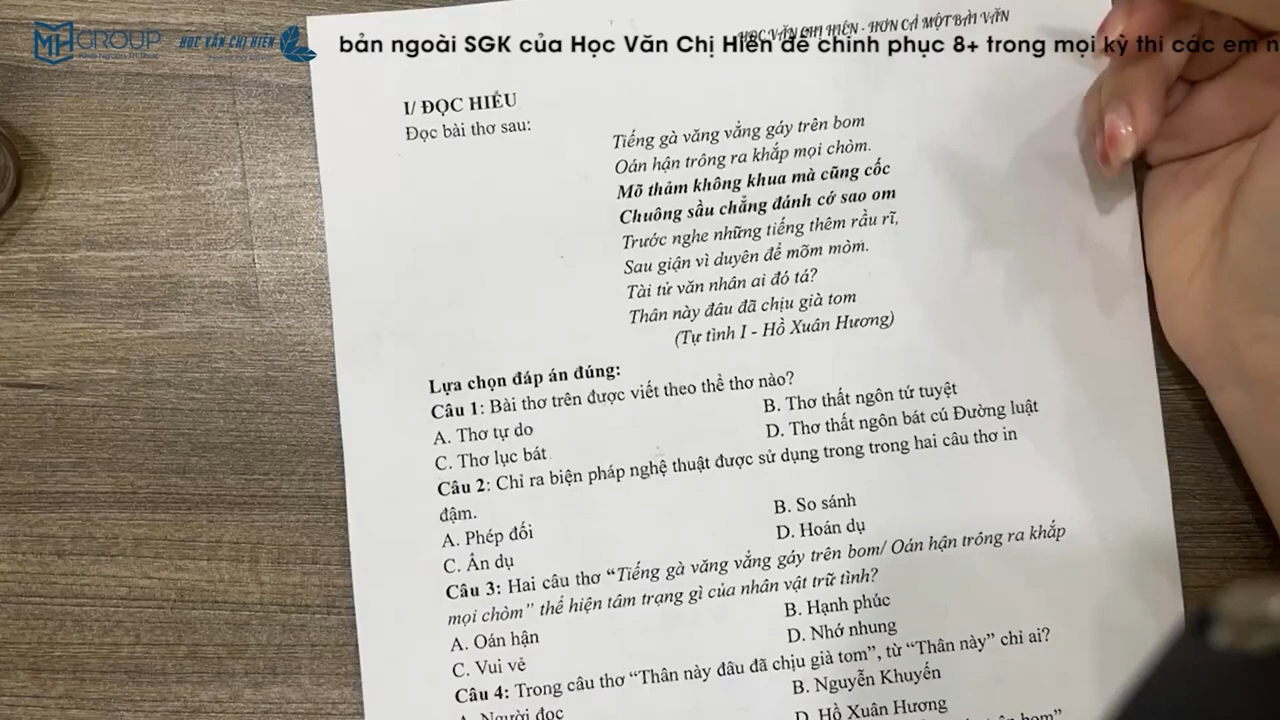 MH GROUP
HỌC VĂN CHỊ HIÊN
HỌC VĂN CHỊ HIÊN - HƠN CẢ MỘT BÀI VĂN
bản ngoài SGK của Học Văn Chị Hiên để chinh phục 8+ trong mọi kỳ thi các em n
I/ ĐỌC HIỂU
Đọc bài thơ sau:
Tiếng gà văng vẳng gáy trên bom
Oán hận trông ra khắp mọi chòm.
Mõ thảm không khua mà cũng cốc
Chuông sầu chẳng đánh cớ sao om
Trước nghe những tiếng thêm rầu rĩ,
Sau giận vì duyên để mõm mòm.
Tài tử văn nhân ai đó tá?
Thân này đâu đã chịu già tom
(Tự tình I - Hồ Xuân Hương)
Lựa chọn đáp án đúng:
Câu 1: Bài thơ trên được viết theo thể thơ nào?
A. Thơ tự do
B. Thơ thất ngôn tứ tuyệt
C. Thơ lục bát
D. Thơ thất ngôn bát cú Đường luật
Câu 2: Chỉ ra biện pháp nghệ thuật được sử dụng trong trong hai câu thơ in
đậm.
A. Phép đối
B. So sánh
C. Ẩn dụ
D. Hoán dụ
Câu 3: Hai câu thơ “Tiếng gà văng vẳng gáy trên bom/ Oán hận trông ra khắp
mọi chòm” thể hiện tâm trạng gì của nhân vật trữ tình?
A. Oán hận
B. Hạnh phúc
C. Vui vẻ
D. Nhớ nhung
Câu 4: Trong câu thơ “Thân này đâu đã chịu già tom”, từ “Thân này” chỉ ai?
A. Người đọc
B. Nguyễn Khuyến
D. Hồ Xuân Hương